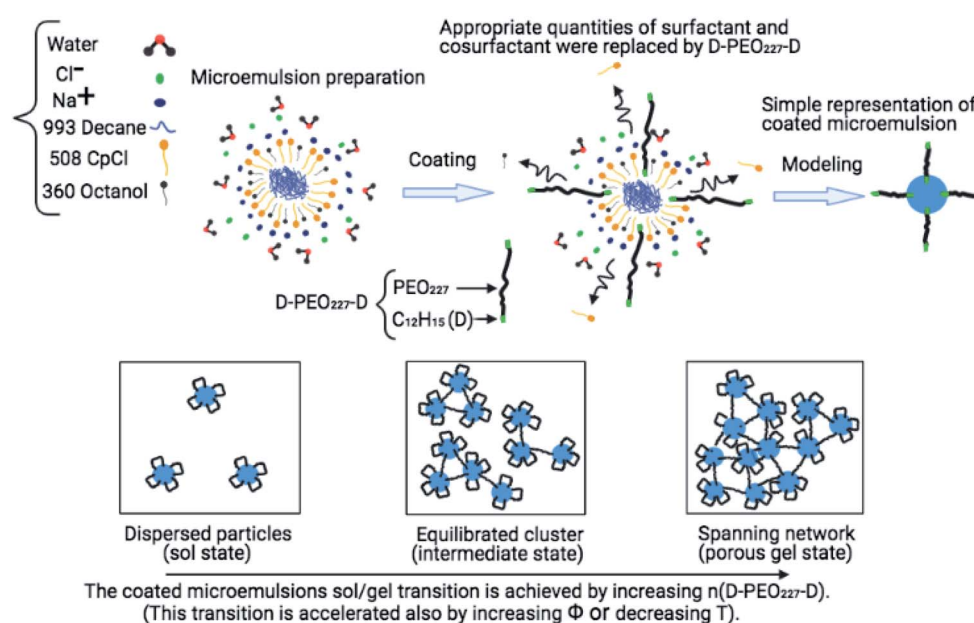 Water
Cl⁻
Na⁺
993 Decane
508 CpCl
360 Octanol
Microemulsion preparation
Coating
Appropriate quantities of surfactant and
cosurfactant were replaced by D-PEO₂₂₇-D
Modeling
Simple representation of
coated microemulsion
D-PEO₂₂₇-D
PEO₂₂₇
C₁₂H₁₅(D)
Dispersed particles
(sol state)
Equilibrated cluster
(intermediate state)
Spanning network
(porous gel state)
The coated microemulsions sol/gel transition is achieved by increasing n(D-PEO₂₂₇-D).
(This transition is accelerated also by increasing Φ or decreasing T).